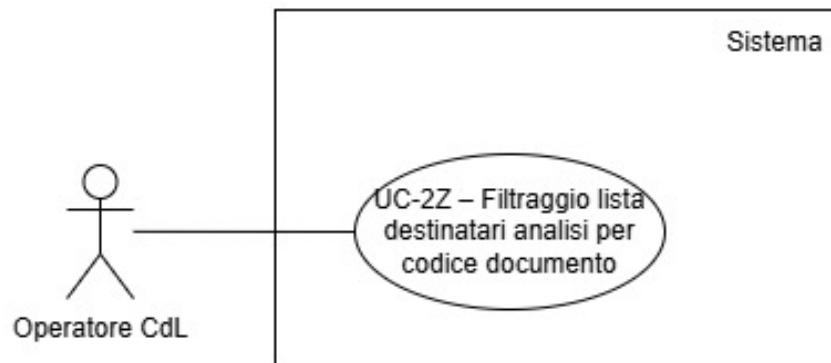 Sistema
UC-2Z – Filtraggio lista
destinatari analisi per
codice documento
Operatore CdL